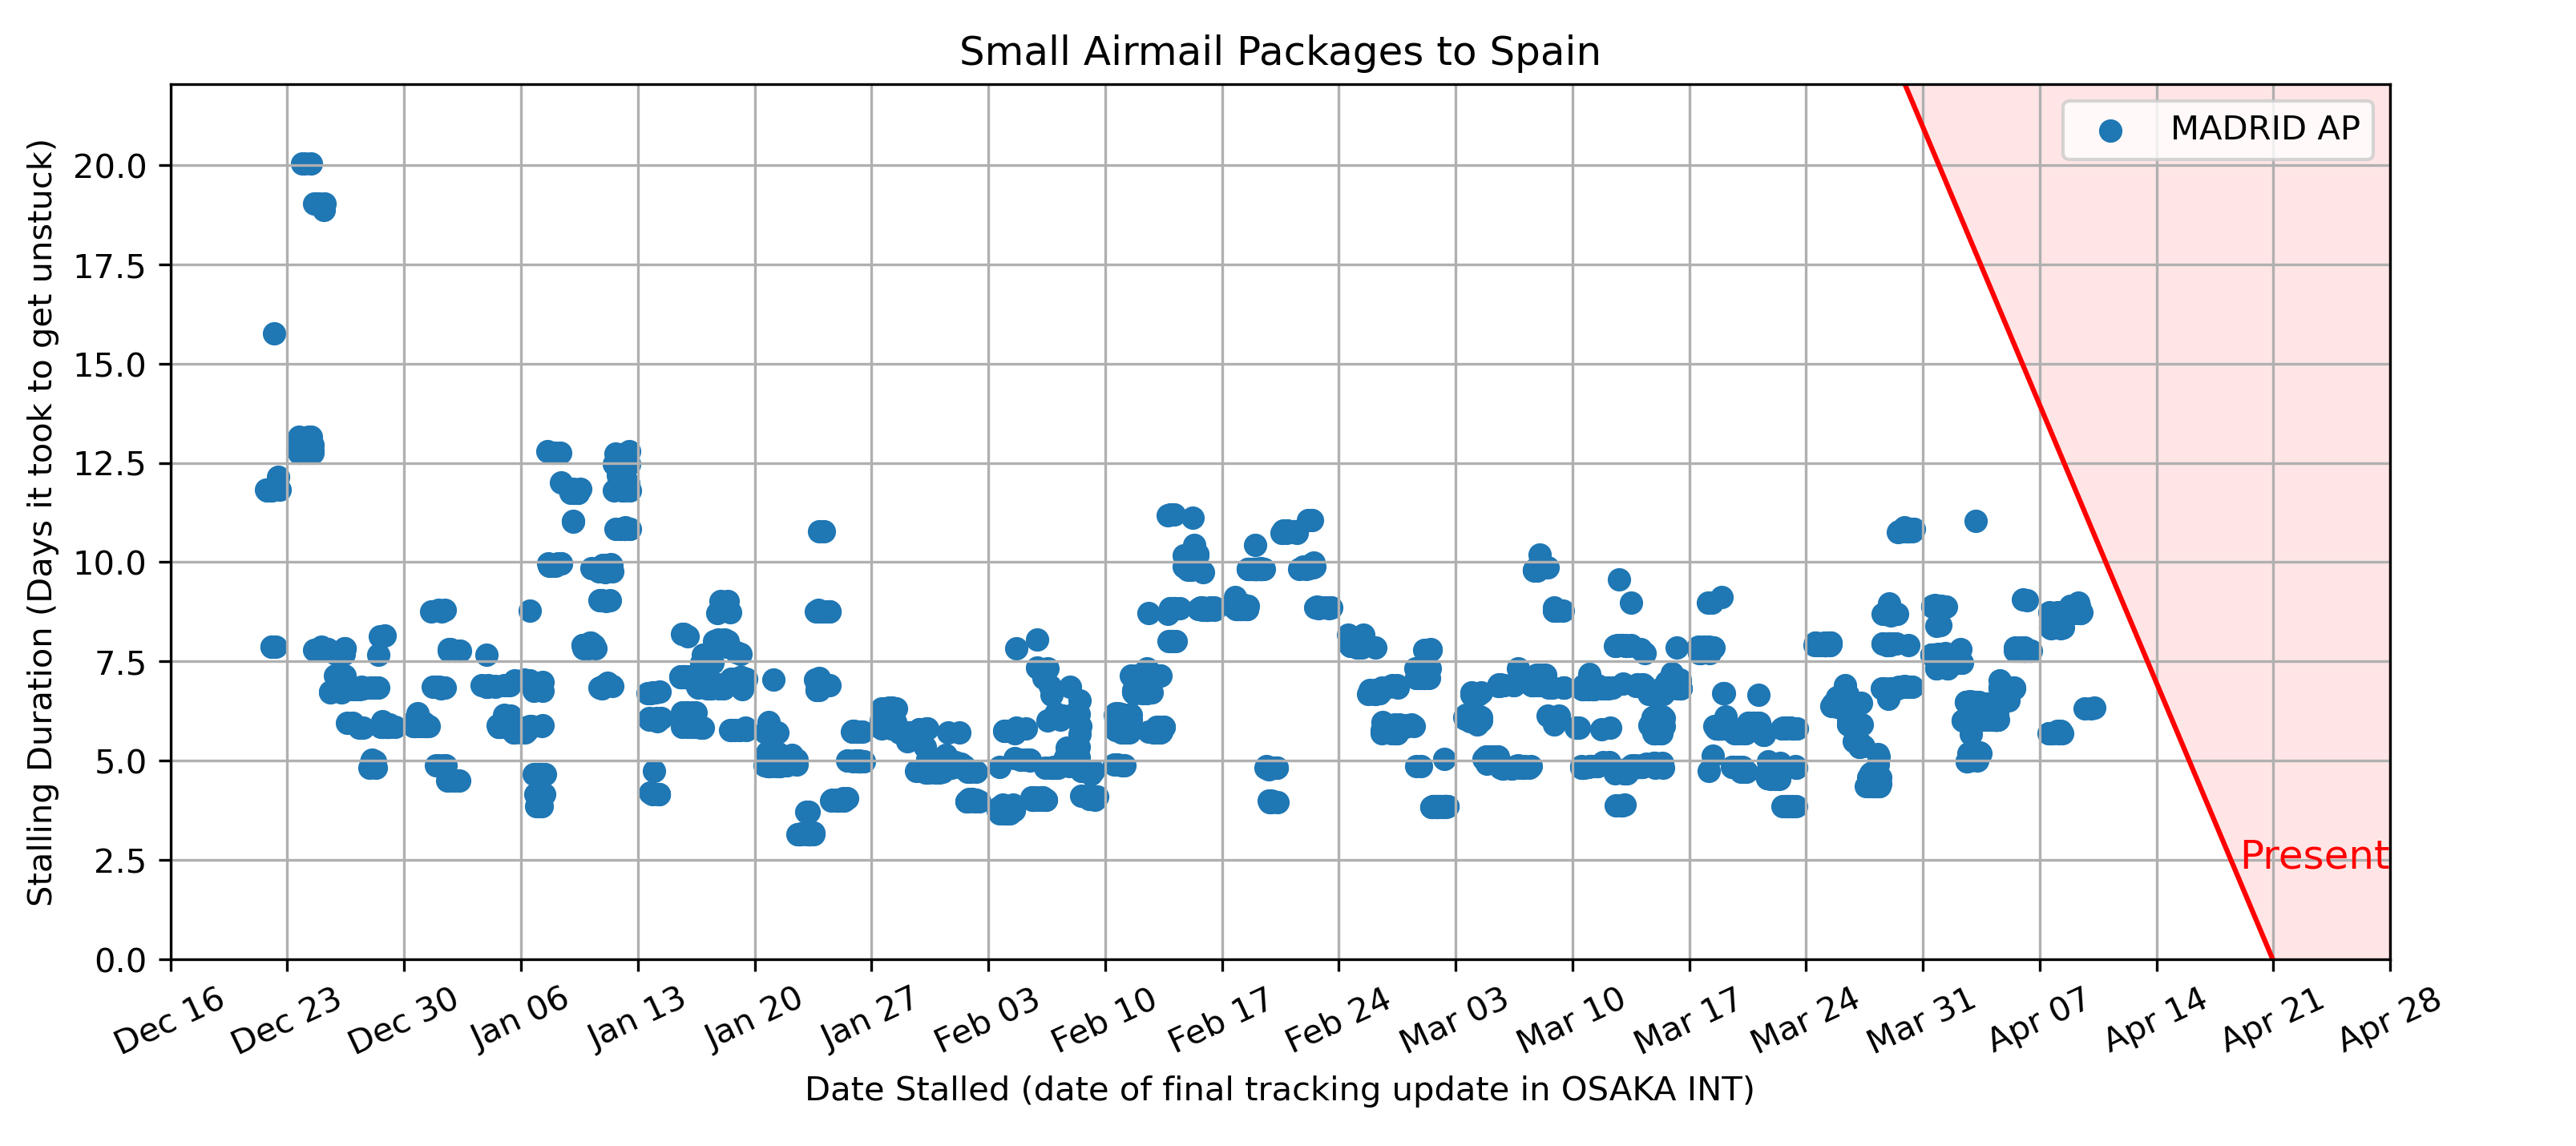 Small Airmail Packages to Spain
MADRID AP
Stalling Duration (Days it took to get unstuck)
20.0
17.5
15.0
12.5
10.0
7.5
5.0
2.5
0.0
Present
Dec 16
Dec 23
Dec 30
Jan 06
Jan 13
Jan 20
Jan 27
Feb 03
Feb 10
Feb 17
Feb 24
Mar 03
Mar 10
Mar 17
Mar 24
Mar 31
Apr 07
Apr 14
Apr 21
Apr 28
Date Stalled (date of final tracking update in OSAKA INT)